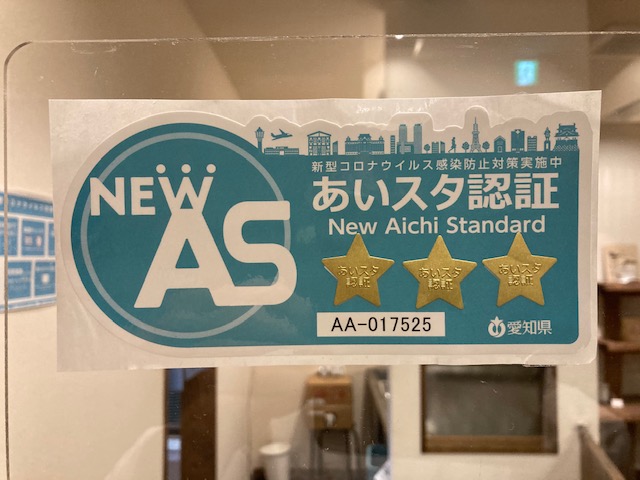 新型コロナウイルス感染防止対策実施中
NEW AS
あいスタ認証
New Aichi Standard
あいスタ
認証
あいスタ
認証
あいスタ
認証
AA-017525
愛知県